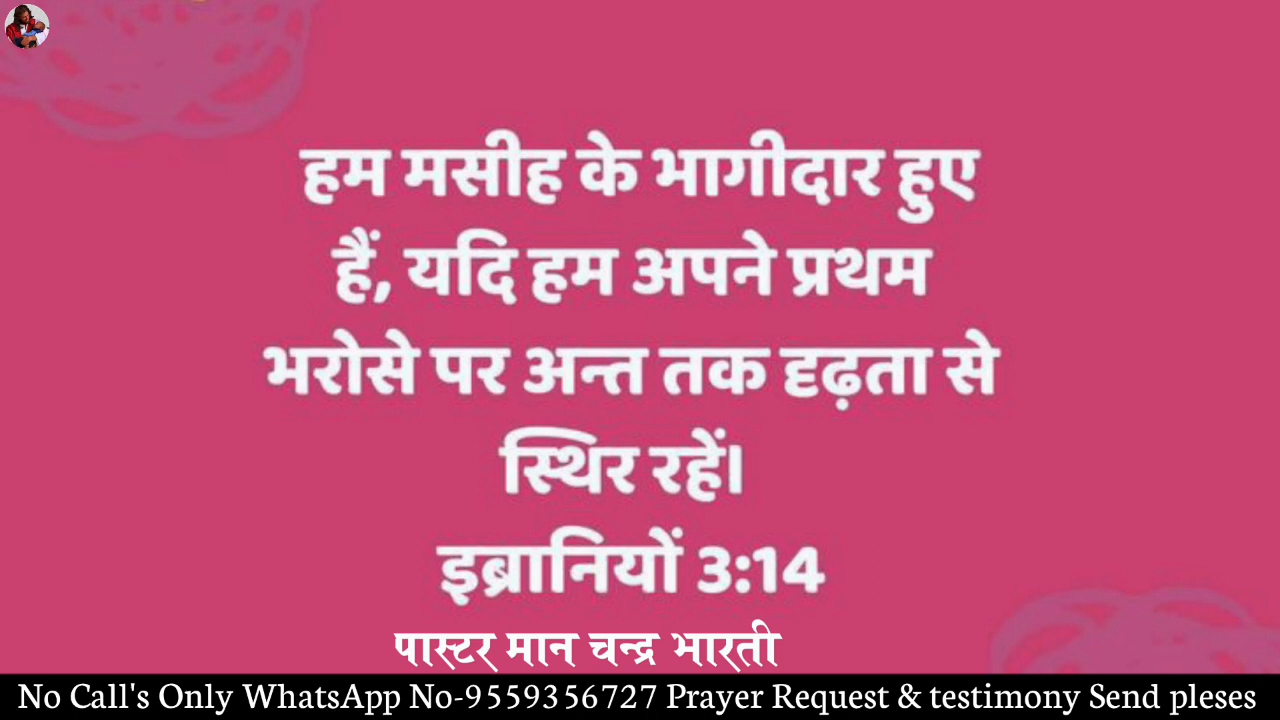 हम मसीह के भागीदार हुए
हैं, यदि हम अपने प्रथम
भरोसे पर अन्त तक दृढ़ता से
स्थिर रहें।
इब्रानियों 3:14
पास्टर मान चन्द्र भारती
No Call's Only WhatsApp No-9559356727 Prayer Request & testimony Send pleses